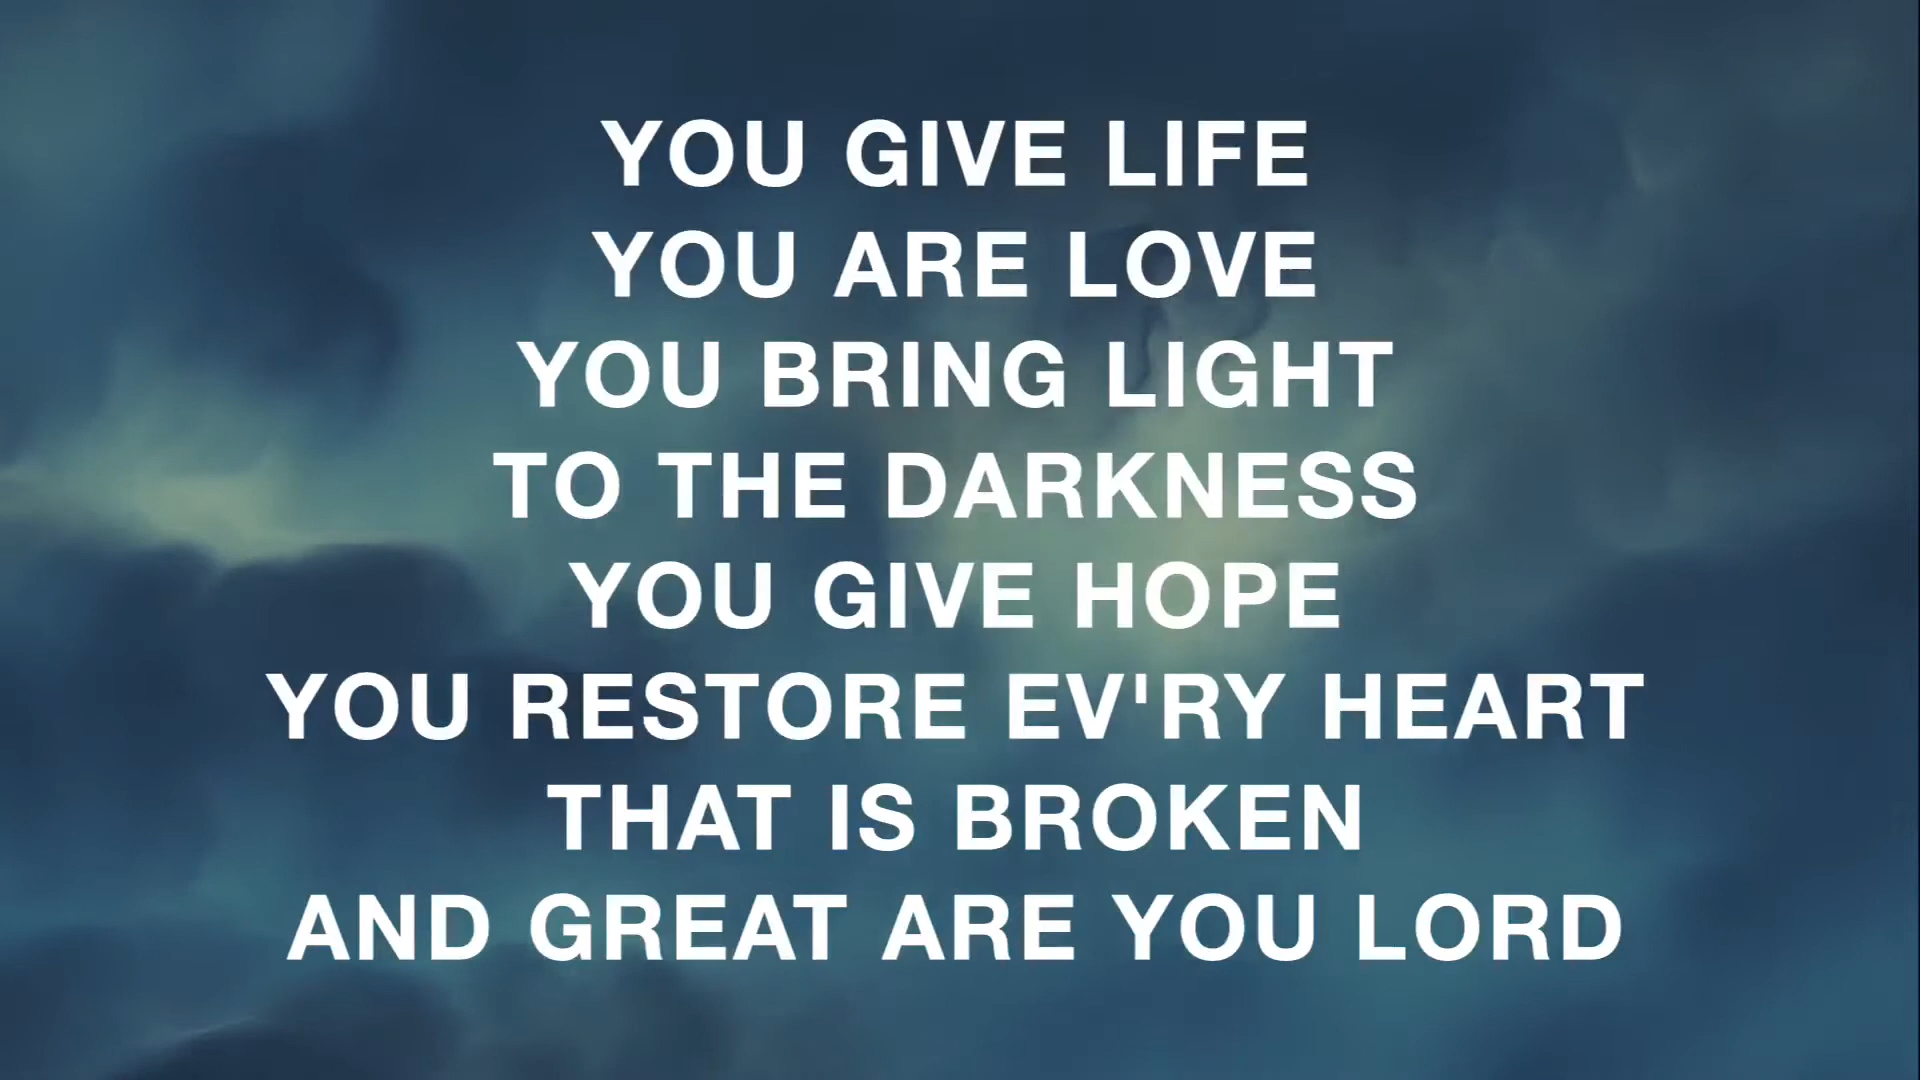 YOU GIVE LIFE
YOU ARE LOVE
YOU BRING LIGHT
TO THE DARKNESS
YOU GIVE HOPE
YOU RESTORE EV'RY HEART
THAT IS BROKEN
AND GREAT ARE YOU LORD